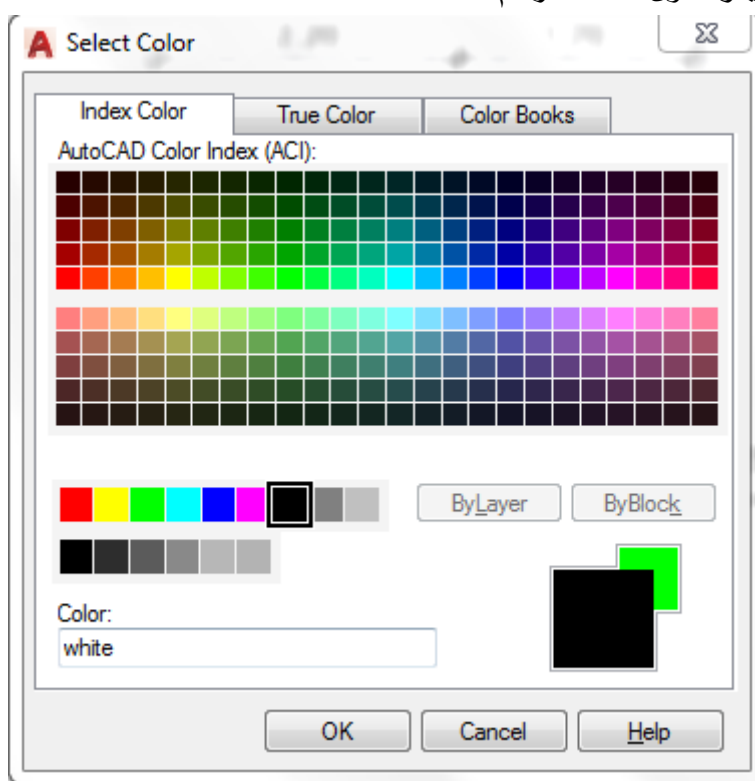 Select Color
Index Color
True Color
Color Books
AutoCAD Color Index (ACI):
ByLayer
ByBlock
Color:
white
OK
Cancel
Help